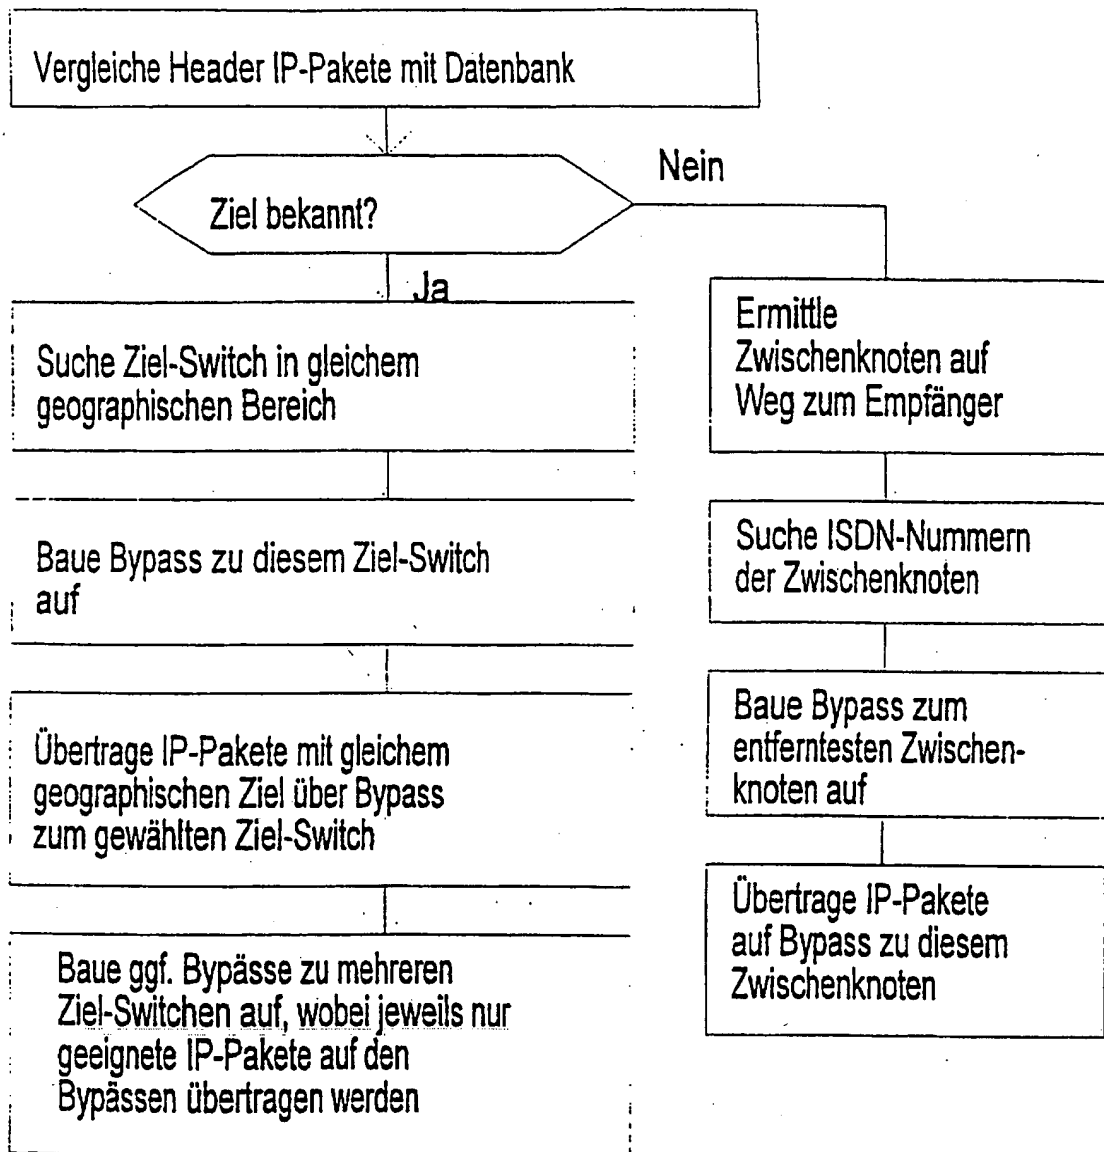 Vergleiche Header IP-Pakete mit Datenbank
Ziel bekannt?
Nein
Ja
Suche Ziel-Switch in gleichem
geographischen Bereich
Baue Bypass zu diesem Ziel-Switch
auf
Übertrage IP-Pakete mit gleichem
geographischen Ziel über Bypass
zum gewählten Ziel-Switch
Baue ggf. Bypässe zu mehreren
Ziel-Switchen auf, wobei jeweils nur
geeignete IP-Pakete auf den
Bypässen übertragen werden
Ermittle
Zwischenknoten auf
Weg zum Empfänger
Suche ISDN-Nummern
der Zwischenknoten
Baue Bypass zum
entferntesten Zwischen-
knoten auf
Übertrage IP-Pakete
auf Bypass zu diesem
Zwischenknoten